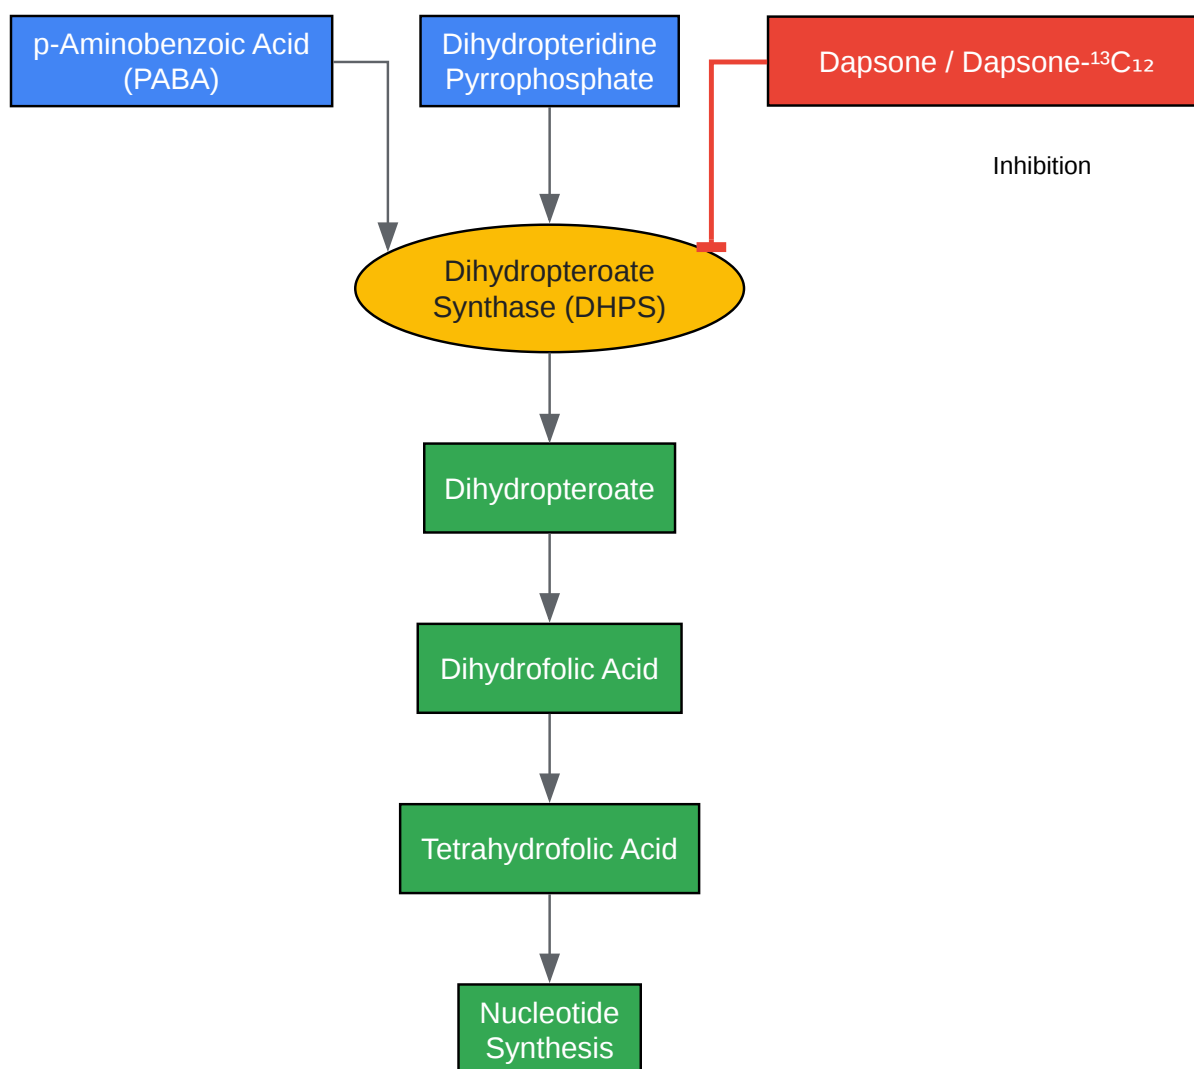 p-Aminobenzoic Acid
(PABA)
Dihydropteridine
Pyrrophosphate
Dapsone / Dapsone-¹³C₁₂
Inhibition
Dihydropteroate
Synthase (DHPS)
Dihydropteroate
Dihydrofolic Acid
Tetrahydrofolic Acid
Nucleotide
Synthesis